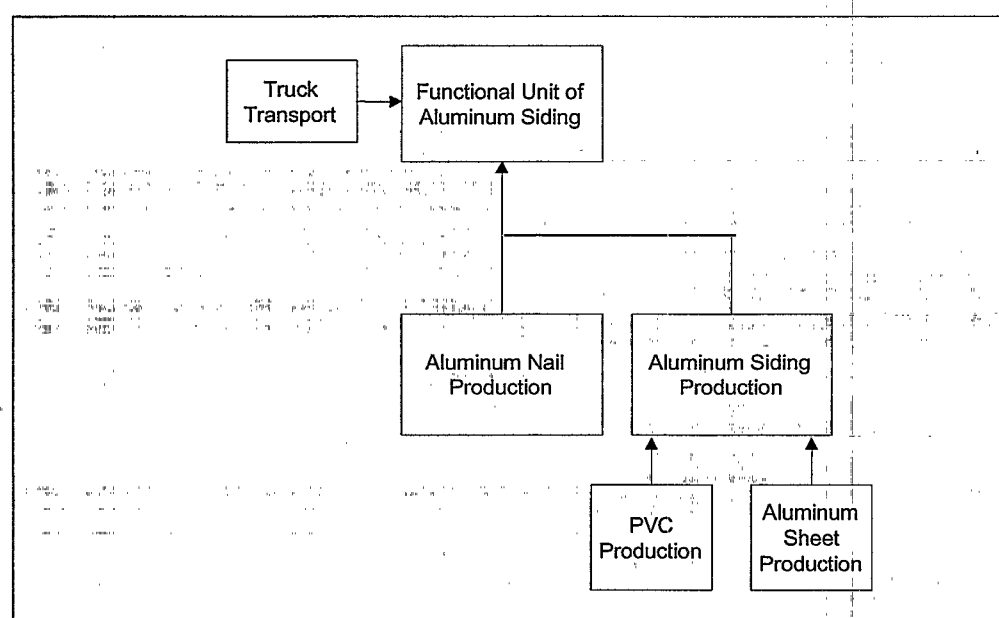 Truck
Transport
Functional Unit of
Aluminum Siding
Aluminum Nail
Production
Aluminum Siding
Production
PVC
Production
Aluminum
Sheet
Production